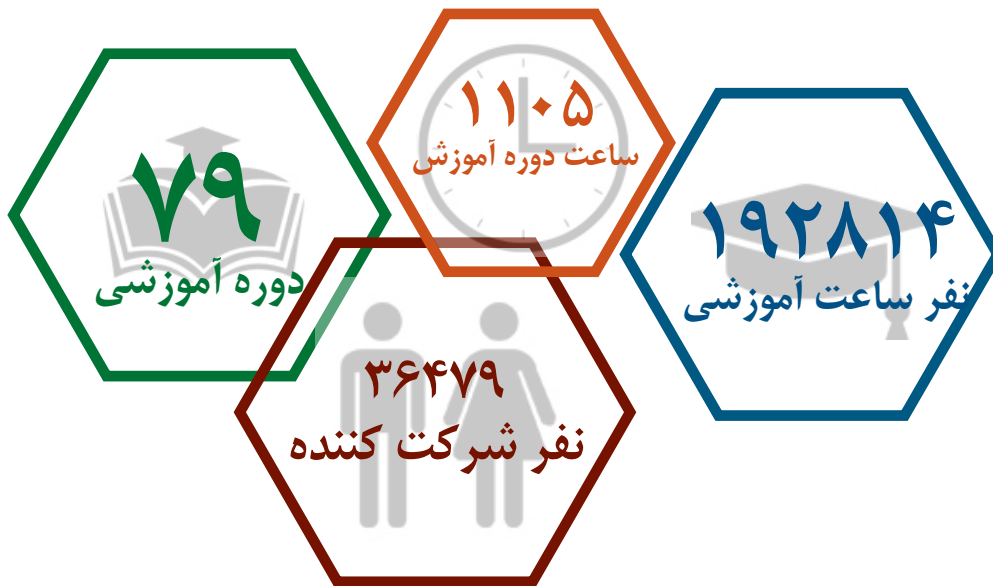 ۱۱۰۵
ساعت دوره آموزش
۱۹۲۸۱۴
نفر ساعت آموزشی
۷۹
دوره آموزشی
۳۶۴۷۹
نفر شرکت کننده